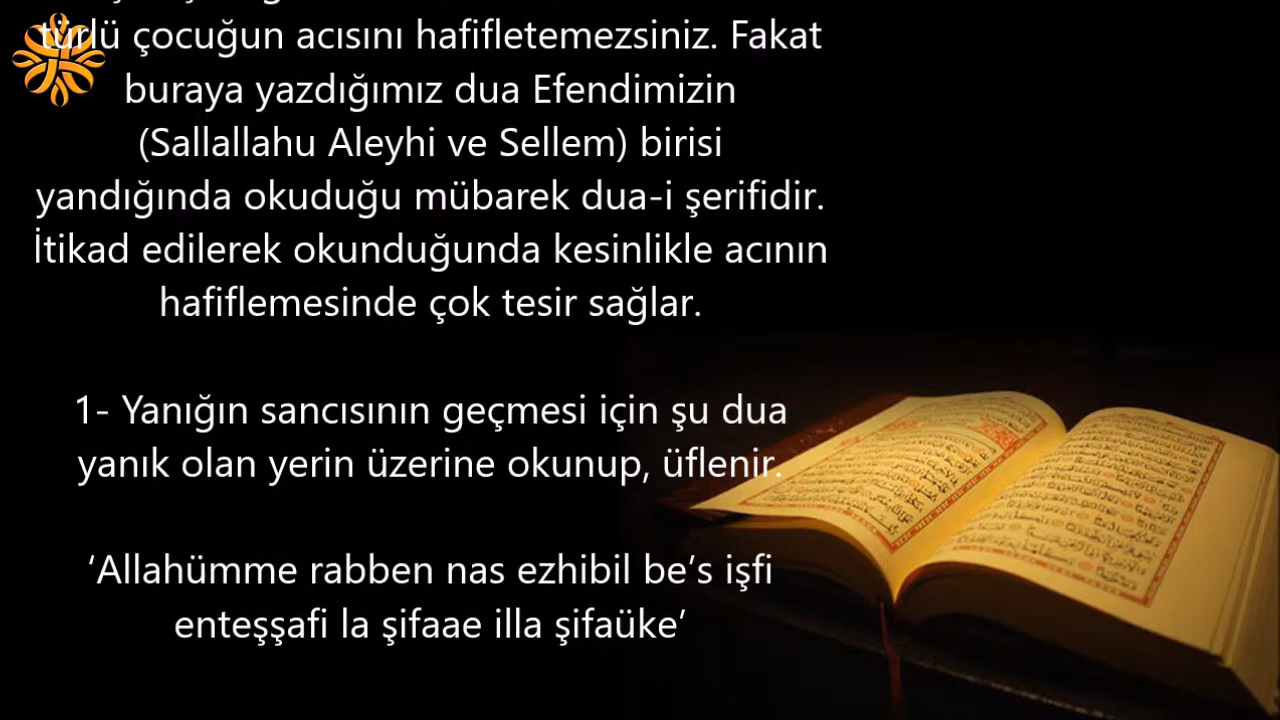 türlü çocuğun acısını hafifletemezsiniz. Fakat
buraya yazdığımız dua Efendimizin
(Sallallahu Aleyhi ve Sellem) birisi
yandığında okuduğu mübarek dua-i şerifidir.
İtikad edilerek okunduğunda kesinlikle acının
hafiflemesinde çok tesir sağlar.
1- Yanığın sancısının geçmesi için şu dua
yanık olan yerin üzerine okunup, üflenir.
‘Allahümme rabben nas ezhibil be’s işfi
enteşşafi la şifaae illa şifaüke’